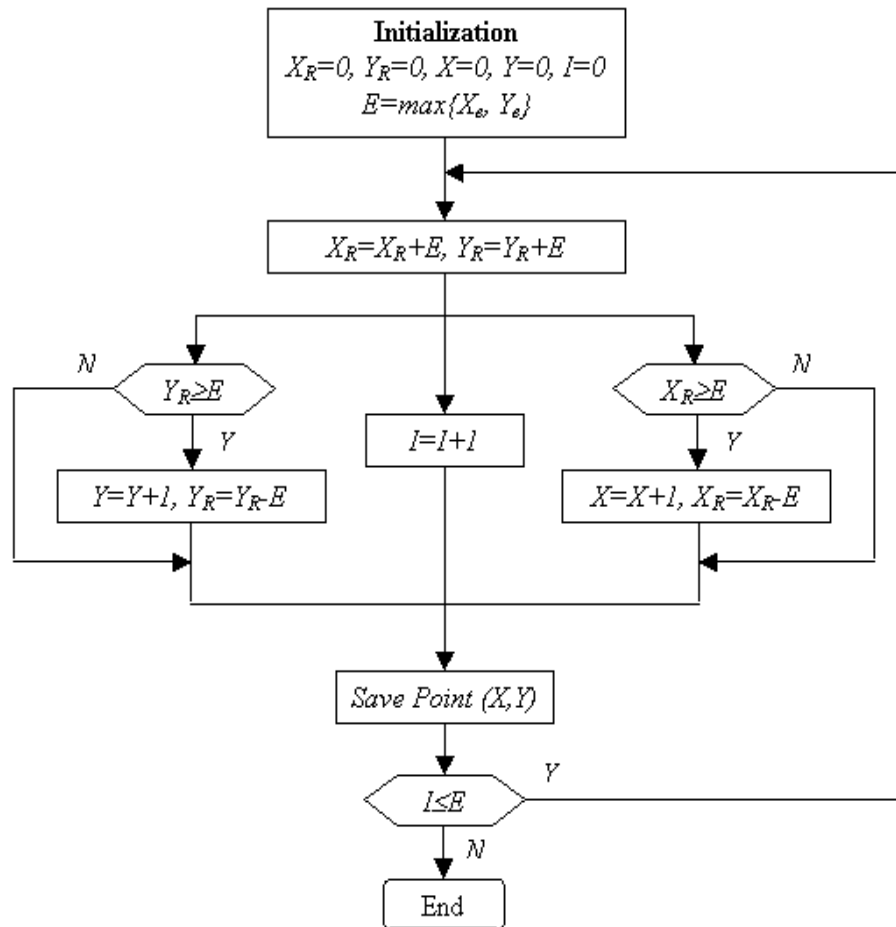 Initialization
X_R=0, Y_R=0, X=0, Y=0, I=0
E=max{X_e, Y_e}
X_R=X_R+E, Y_R=Y_R+E
N
Y_R≥E
Y
Y=Y+1, Y_R=Y_R-E
I=I+1
X_R≥E
N
Y
X=X+1, X_R=X_R-E
Save Point (X,Y)
I≤E
Y
N
End